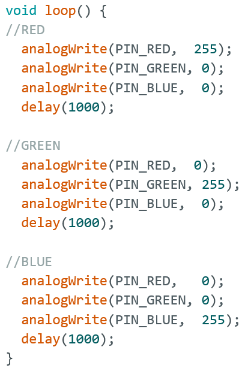 void loop() {
//RED
  analogWrite(PIN_RED,  255);
  analogWrite(PIN_GREEN, 0);
  analogWrite(PIN_BLUE,  0);
  delay(1000);

//GREEN
  analogWrite(PIN_RED,  0);
  analogWrite(PIN_GREEN, 255);
  analogWrite(PIN_BLUE,  0);
  delay(1000);

//BLUE
  analogWrite(PIN_RED,   0);
  analogWrite(PIN_GREEN, 0);
  analogWrite(PIN_BLUE,  255);
  delay(1000);
}